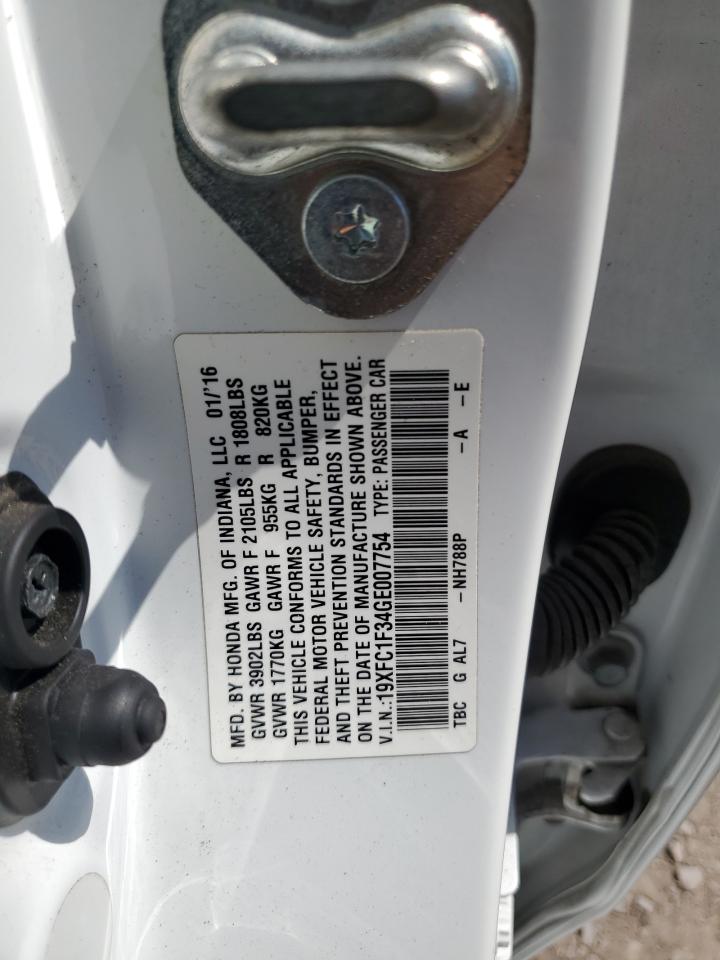 MFD. BY HONDA MFG. OF INDIANA, LLC 01/'16
GVWR 3902LBS GAWR F 2105LBS R 1808LBS
GVWR 1770KG GAWR F 955KG R 820KG
THIS VEHICLE CONFORMS TO ALL APPLICABLE
FEDERAL MOTOR VEHICLE SAFETY, BUMPER,
AND THEFT PREVENTION STANDARDS IN EFFECT
ON THE DATE OF MANUFACTURE SHOWN ABOVE.
V.I.N.:19XFC1F34GE007754 TYPE: PASSENGER CAR
TBC G AL7 -NH788P -A -E